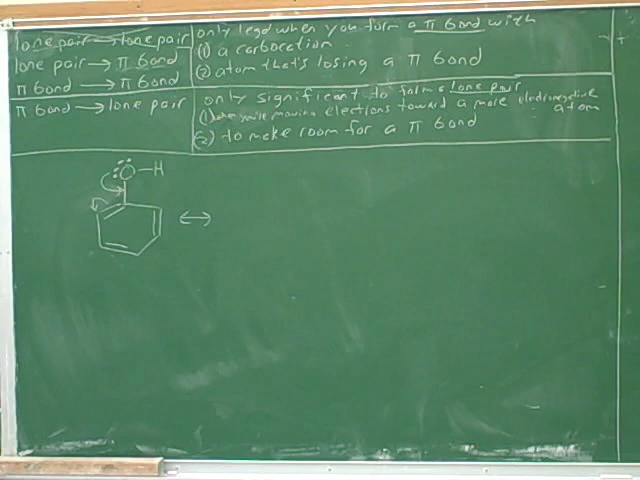 lone pair → lone pair
lone pair → π bond
π bond → π bond
only legal when you form a π bond with
(1) a carbocation
(2) atom that's losing a π bond
π bond → lone pair
only significant to form a lone pair
(1) you're moving electrons toward a more electronegative atom
(2) to make room for a π bond
O-H
↔